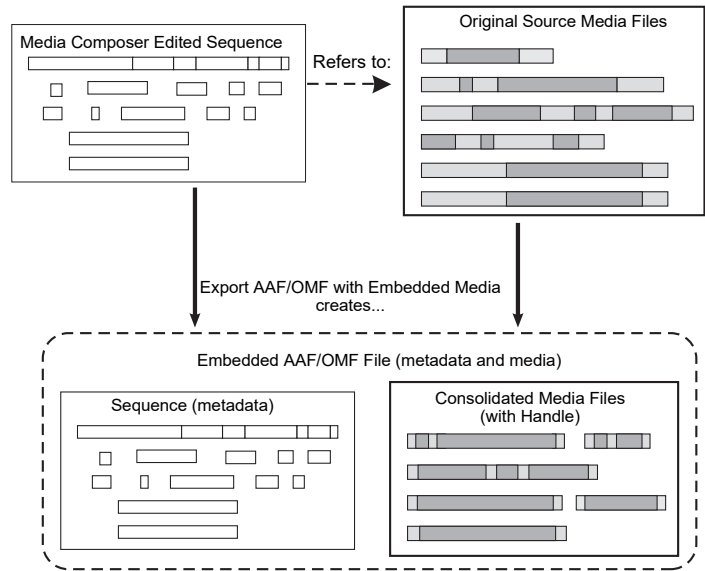 Media Composer Edited Sequence
Refers to:
Original Source Media Files
Export AAF/OMF with Embedded Media
creates...
Embedded AAF/OMF File (metadata and media)
Sequence (metadata)
Consolidated Media Files
(with Handle)